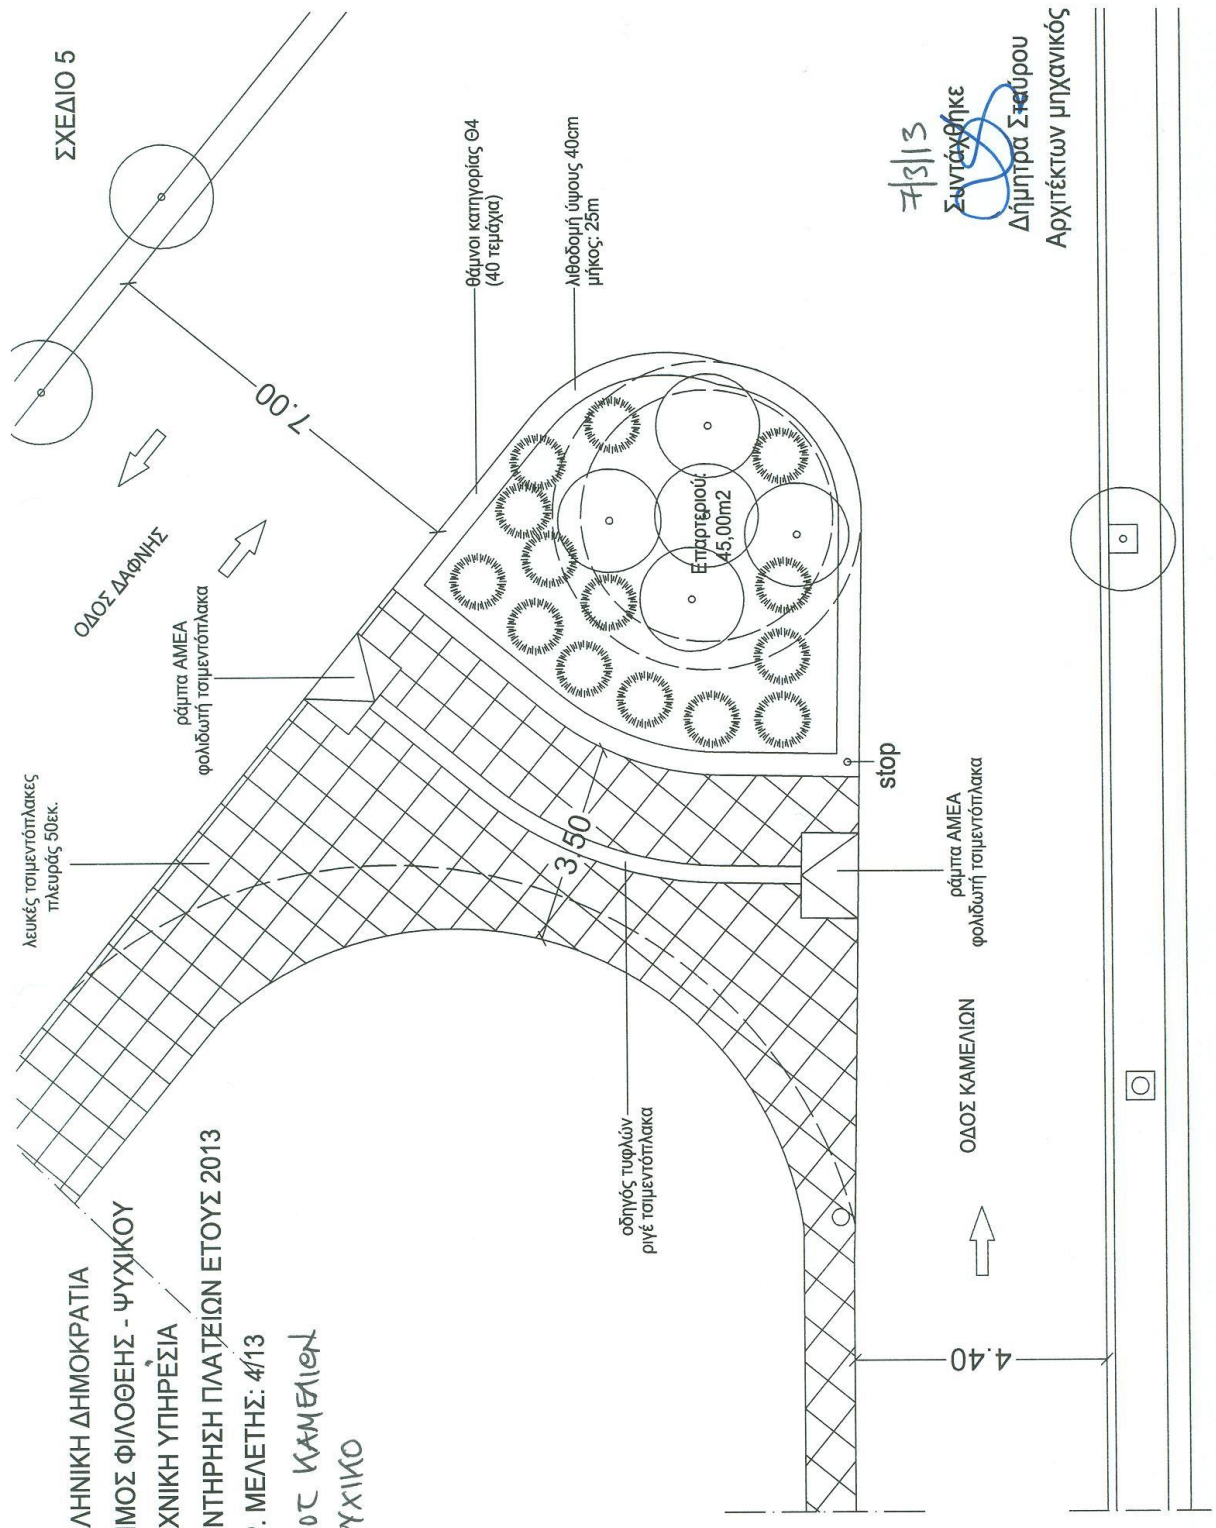 ΛΗΝΙΚΗ ΔΗΜΟΚΡΑΤΙΑ
ΜΟΣ ΦΙΛΟΘΕΗΣ - ΨΥΧΙΚΟΥ
ΧΝΙΚΗ ΥΠΗΡΕΣΙΑ
ΝΤΗΡΗΣΗ ΠΛΑΤΕΙΩΝ ΕΤΟΥΣ 2013
. ΜΕΛΕΤΗΣ: 4/13
ΟΣ ΚΑΜΕΛΙΩΝ
ΥΧΙΚΟ
ΣΧΕΔΙΟ 5
λευκές τσιμεντόπλακες
πλευράς 50εκ.
ράμπα ΑΜΕΑ
φολιδωτή τσιμεντόπλακα
ΟΔΟΣ ΔΑΦΝΗΣ
7.00
θάμνοι κατηγορίας Θ4
(40 τεμάχια)
λιθοδομή ύψους 40cm
μήκος: 25m
3.50
Επαρτεριού:
45,00m2
οδηγός τυφλών
ριγέ τσιμεντόπλακα
stop
ράμπα ΑΜΕΑ
φολιδωτή τσιμεντόπλακα
ΟΔΟΣ ΚΑΜΕΛΙΩΝ
4.40
7/3/13
Συντάχθηκε
Δήμητρα Σταύρου
Αρχιτέκτων μηχανικός